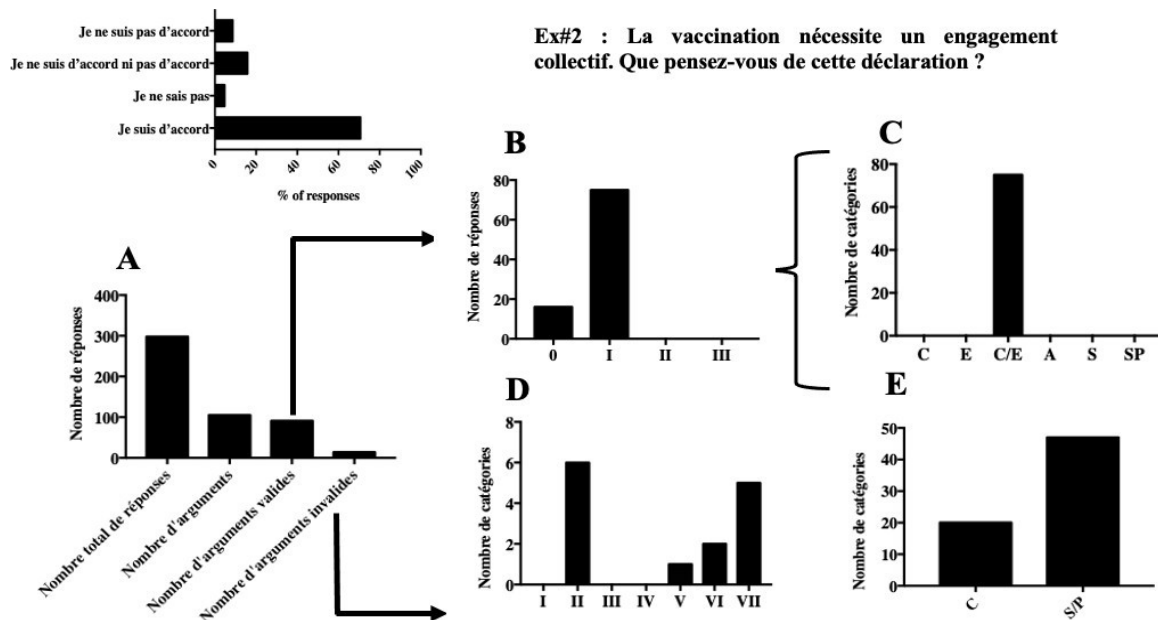 Je ne suis pas d'accord
Je ne suis d'accord ni pas d'accord
Je ne sais pas
Je suis d'accord
0
20
40
60
80
100
% of responses
Ex#2 : La vaccination nécessite un engagement
collectif. Que pensez-vous de cette déclaration ?
A
Nombre de réponses
400
300
200
100
0
Nombre total de réponses
Nombre d'arguments
Nombre d'arguments valides
Nombre d'arguments invalides
B
Nombre de réponses
80
60
40
20
0
0 I II III
C
Nombre de catégories
80
60
40
20
0
C E C/E A S SP
D
Nombre de catégories
8
6
4
2
0
I II III IV V VI VII
E
Nombre de catégories
50
40
30
20
10
0
C
S/P